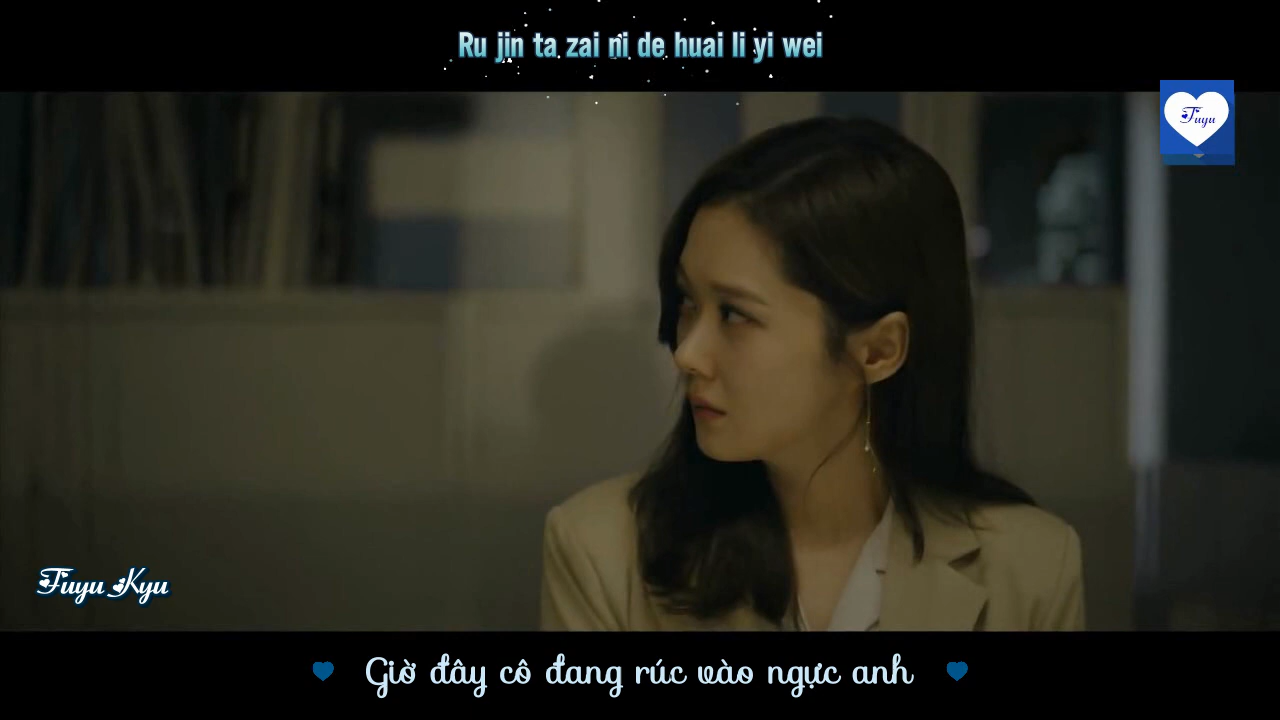 Ru jin ta zai ni de huai li yi wei
Fuyu
Fuyu Kyu
Giờ đây cô đang rúc vào ngực anh